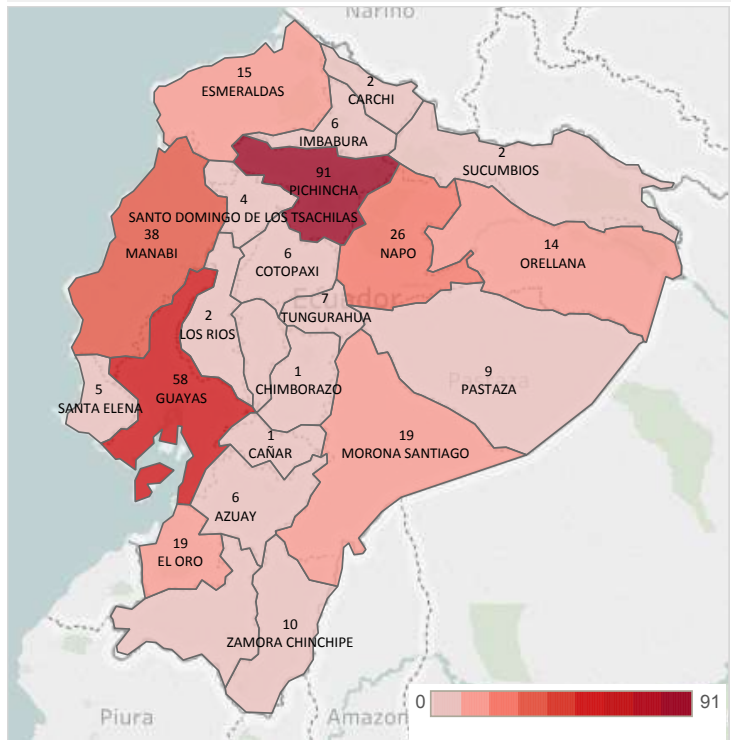 Nariño
15
ESMERALDAS
2
CARCHI
6
IMBABURA
2
SUCUMBIOS
91
PICHINCHA
4
SANTO DOMINGO DE LOS TSACHILAS
38
MANABI
26
NAPO
14
ORELLANA
6
COTOPAXI
Ecuador
7
TUNGURAHUA
2
LOS RIOS
1
CHIMBORAZO
9
Pastaza
PASTAZA
5
SANTA ELENA
58
GUAYAS
1
CAÑAR
19
MORONA SANTIAGO
6
AZUAY
19
EL ORO
10
ZAMORA CHINCHIPE
Piura
Amazon
0
91